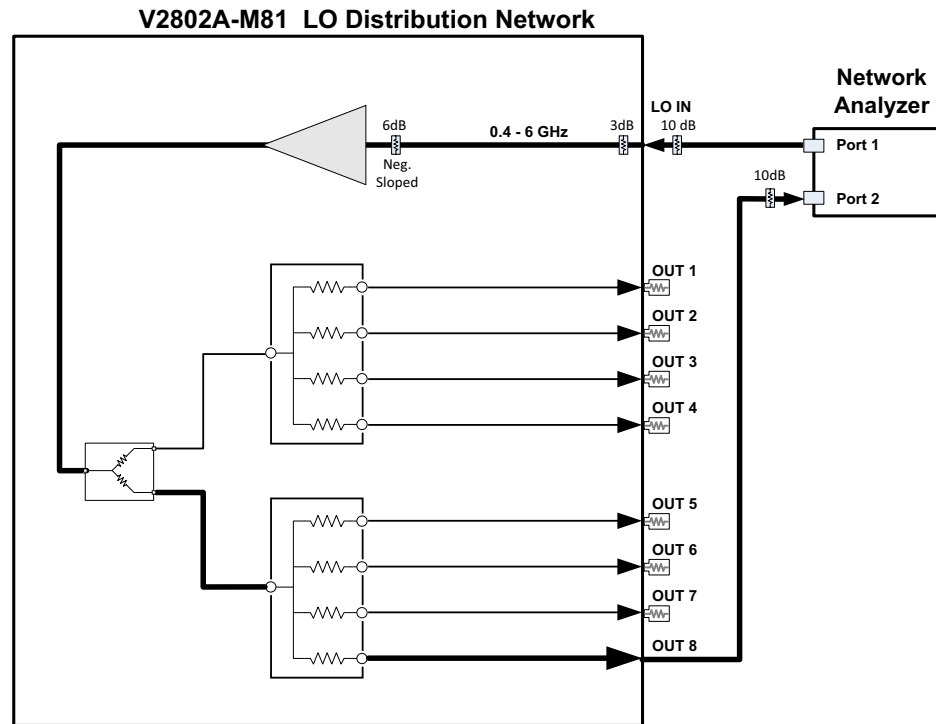 V2802A-M81 LO Distribution Network
Network
Analyzer
LO IN
6dB
0.4 - 6 GHz
3dB
10 dB
Port 1
Neg.
Sloped
10dB
Port 2
OUT 1
OUT 2
OUT 3
OUT 4
OUT 5
OUT 6
OUT 7
OUT 8